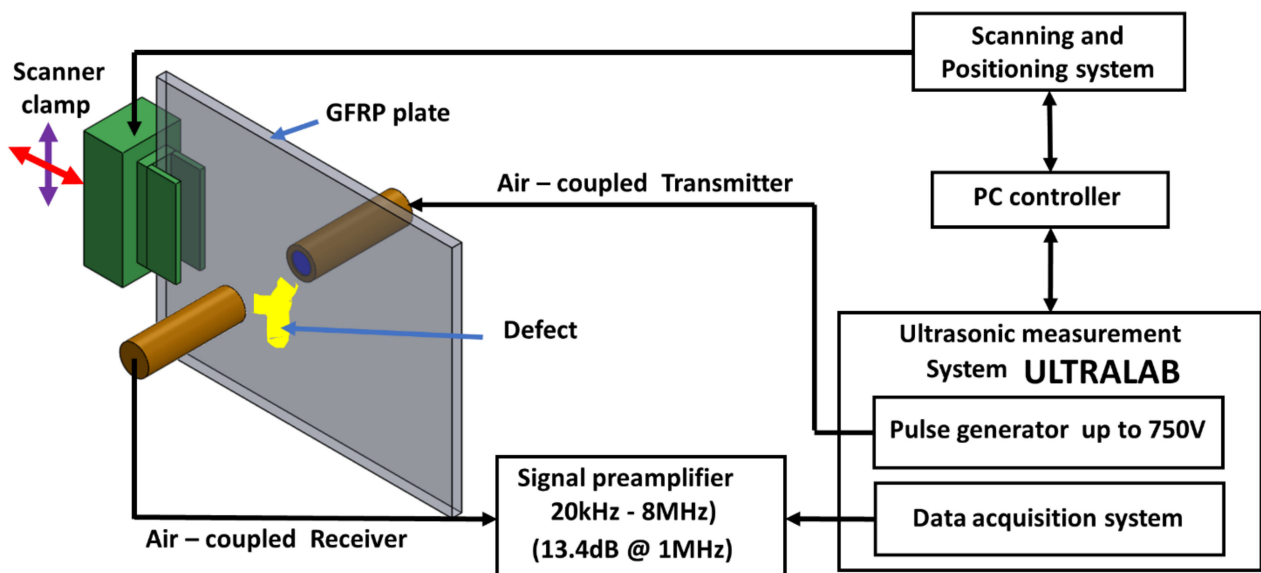 Scanning and
Positioning system
Scanner
clamp
GFRP plate
Air – coupled Transmitter
PC controller
Defect
Ultrasonic measurement
System ULTRALAB
Pulse generator up to 750V
Signal preamplifier
20kHz - 8MHz)
(13.4dB @ 1MHz)
Data acquisition system
Air – coupled Receiver